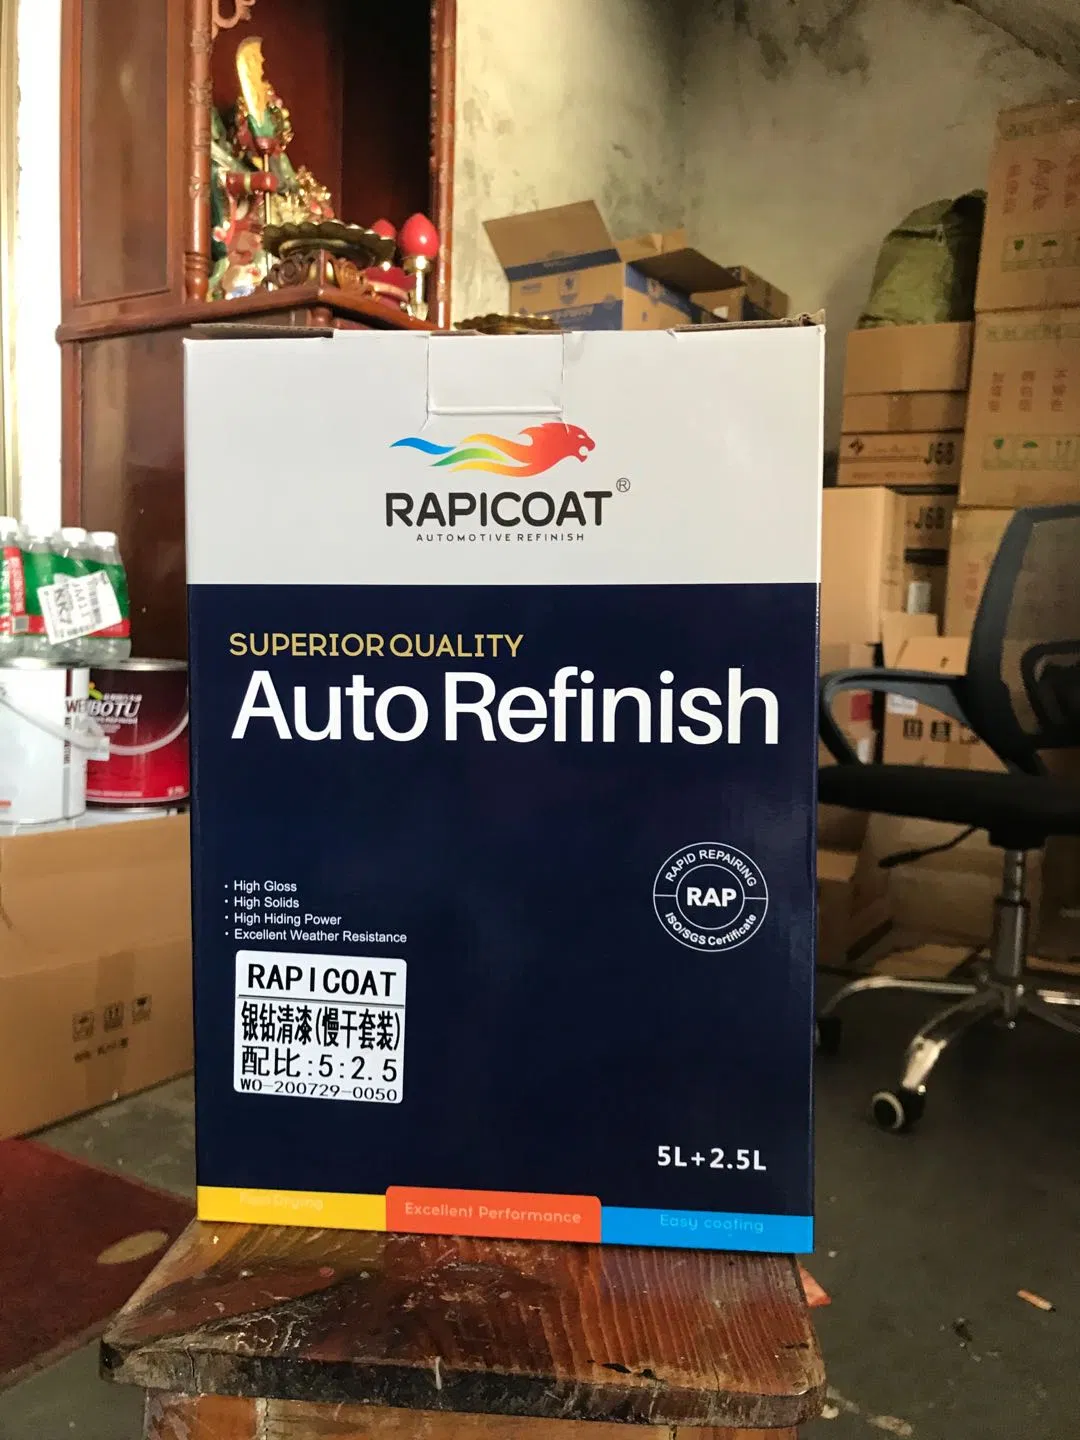 RAPICOAT®
AUTOMOTIVE REFINISH
SUPERIOR QUALITY
Auto Refinish
RAPID REPAIRING
RAP
ISO/SGS Certificate
· High Gloss
· High Solids
· High Hiding Power
· Excellent Weather Resistance
RAPICOAT
银钻清漆(慢干套装)
配比:5:2.5
WO-200729-0050
5L+2.5L
Excellent Performance
Easy coating
J68
J68